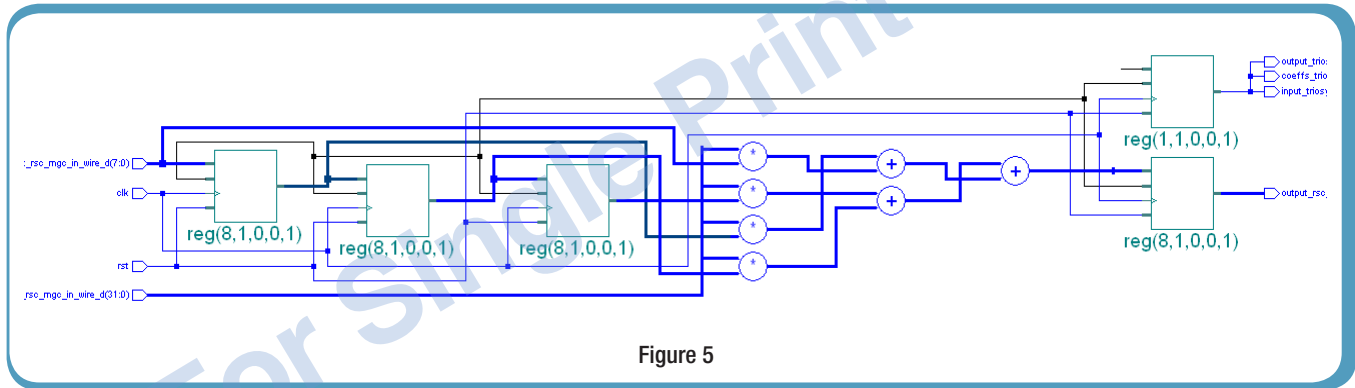 output_trios
coeffs_trio
input_triosy
reg(1,1,0,0,1)
:_rsc_mgc_in_wire_d(7:0)
clk
rst
_rsc_mgc_in_wire_d(31:0)
reg(8,1,0,0,1)
reg(8,1,0,0,1)
reg(8,1,0,0,1)
*
*
*
*
+
+
+
output_rsc_
reg(8,1,0,0,1)
For Single Print
Figure 5